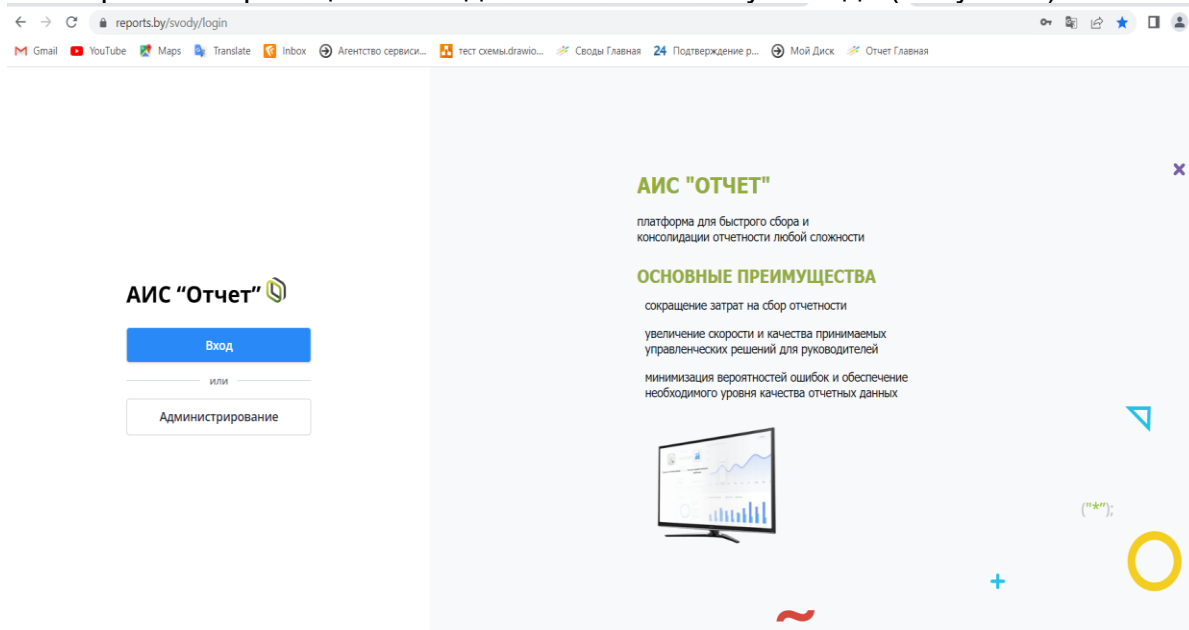 reports.by/svody/login
Gmail YouTube Maps Translate Inbox Агентство сервиси... тест схемы.drawio... Своды Главная 24 Подтверждение р... Мой Диск Отчет Главная
АИС "ОТЧЕТ"
платформа для быстрого сбора и
консолидации отчетности любой сложности
ОСНОВНЫЕ ПРЕИМУЩЕСТВА
сокращение затрат на сбор отчетности
увеличение скорости и качества принимаемых
управленческих решений для руководителей
минимизация вероятностей ошибок и обеспечение
необходимого уровня качества отчетных данных
АИС “Отчет”
Вход
или
Администрирование
("*");